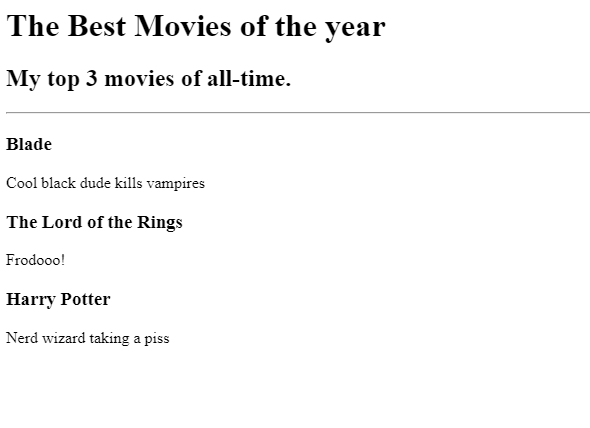 The Best Movies of the year
My top 3 movies of all-time.
Blade
Cool black dude kills vampires
The Lord of the Rings
Frodooo!
Harry Potter
Nerd wizard taking a piss